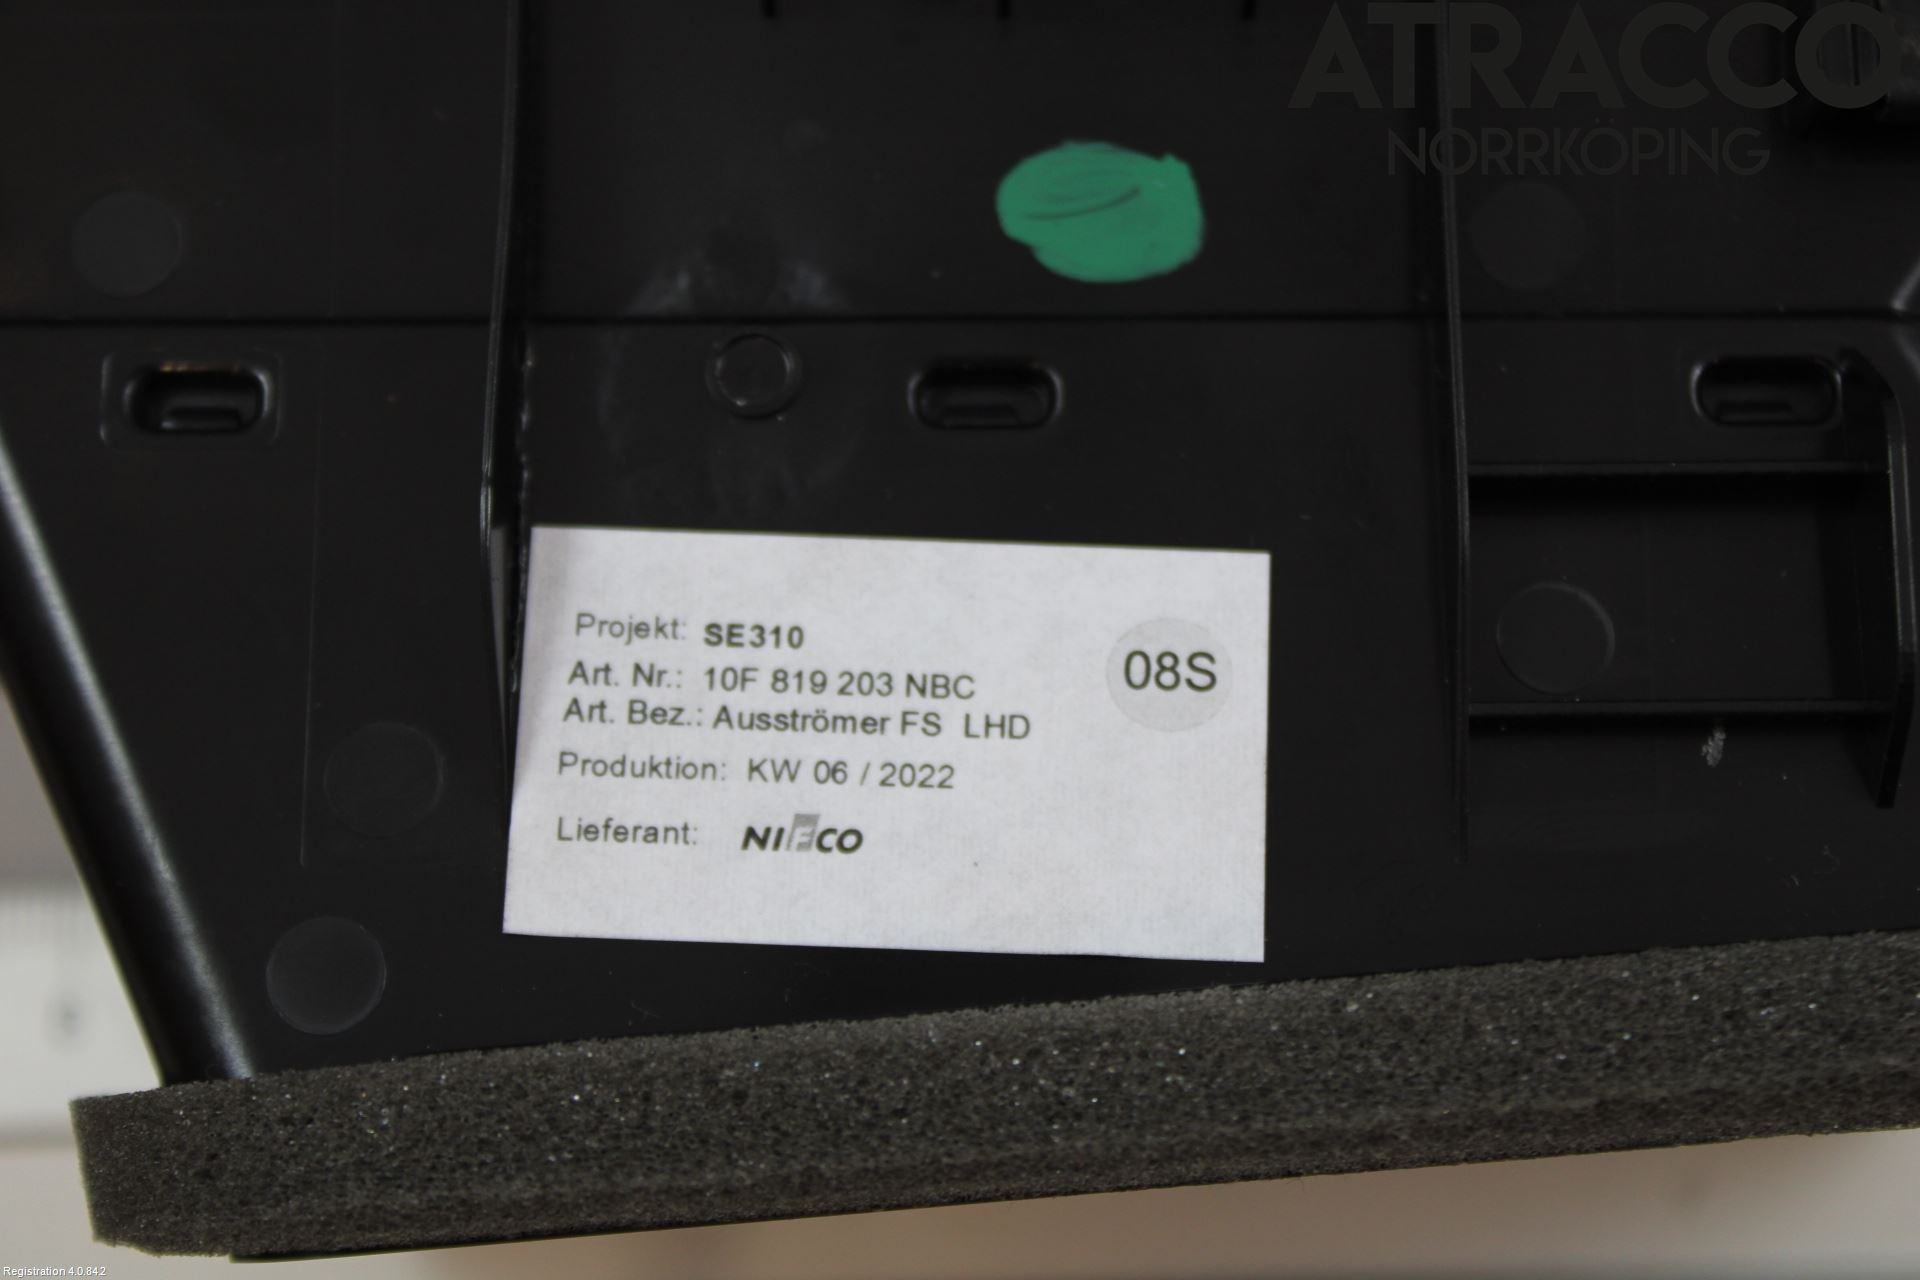 ATRACCO
NORRKÖPING
Projekt: SE310
Art. Nr.: 10F 819 203 NBC
08S
Art. Bez.: Ausströmer FS LHD
Produktion: KW 06 / 2022
Lieferant: NIFCO
Registration 4.0.842